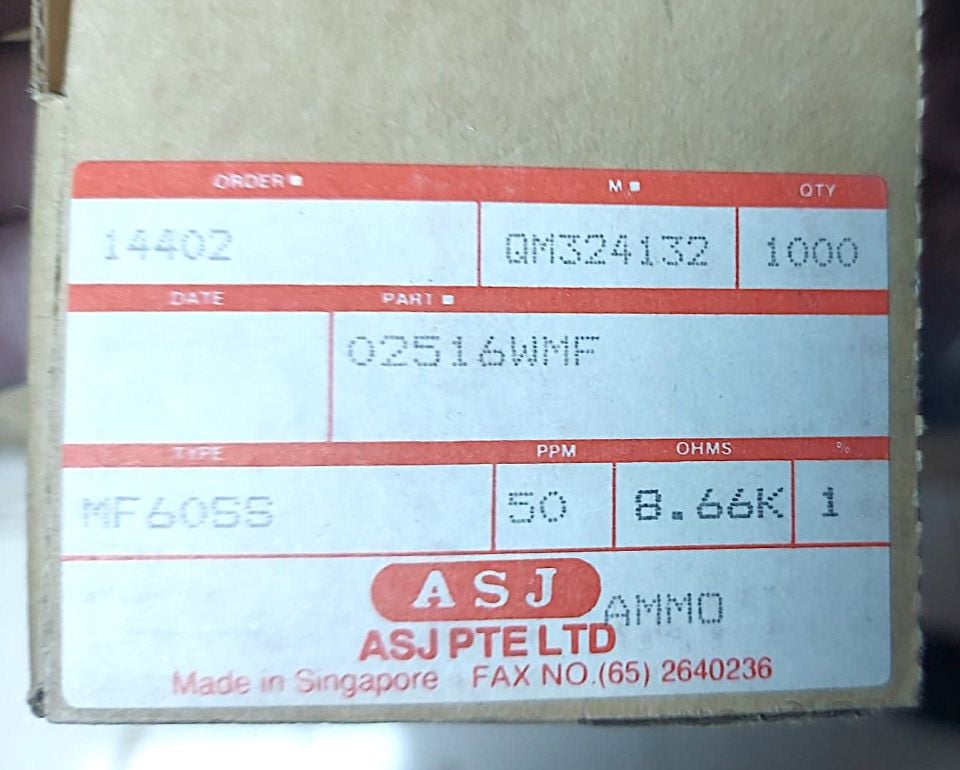 ORDER■ M■ QTY
14402 QM324132 1000
DATE PART■
02516WMF
TYPE PPM OHMS %
MF60SS 50 8.66K 1
ASJ
AMMO
ASJ PTE LTD
Made in Singapore FAX NO.(65) 2640236